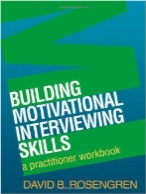 BUILDING
MOTIVATIONAL
INTERVIEWING
SKILLS
a practitioner workbook
DAVID B. ROSENGREN